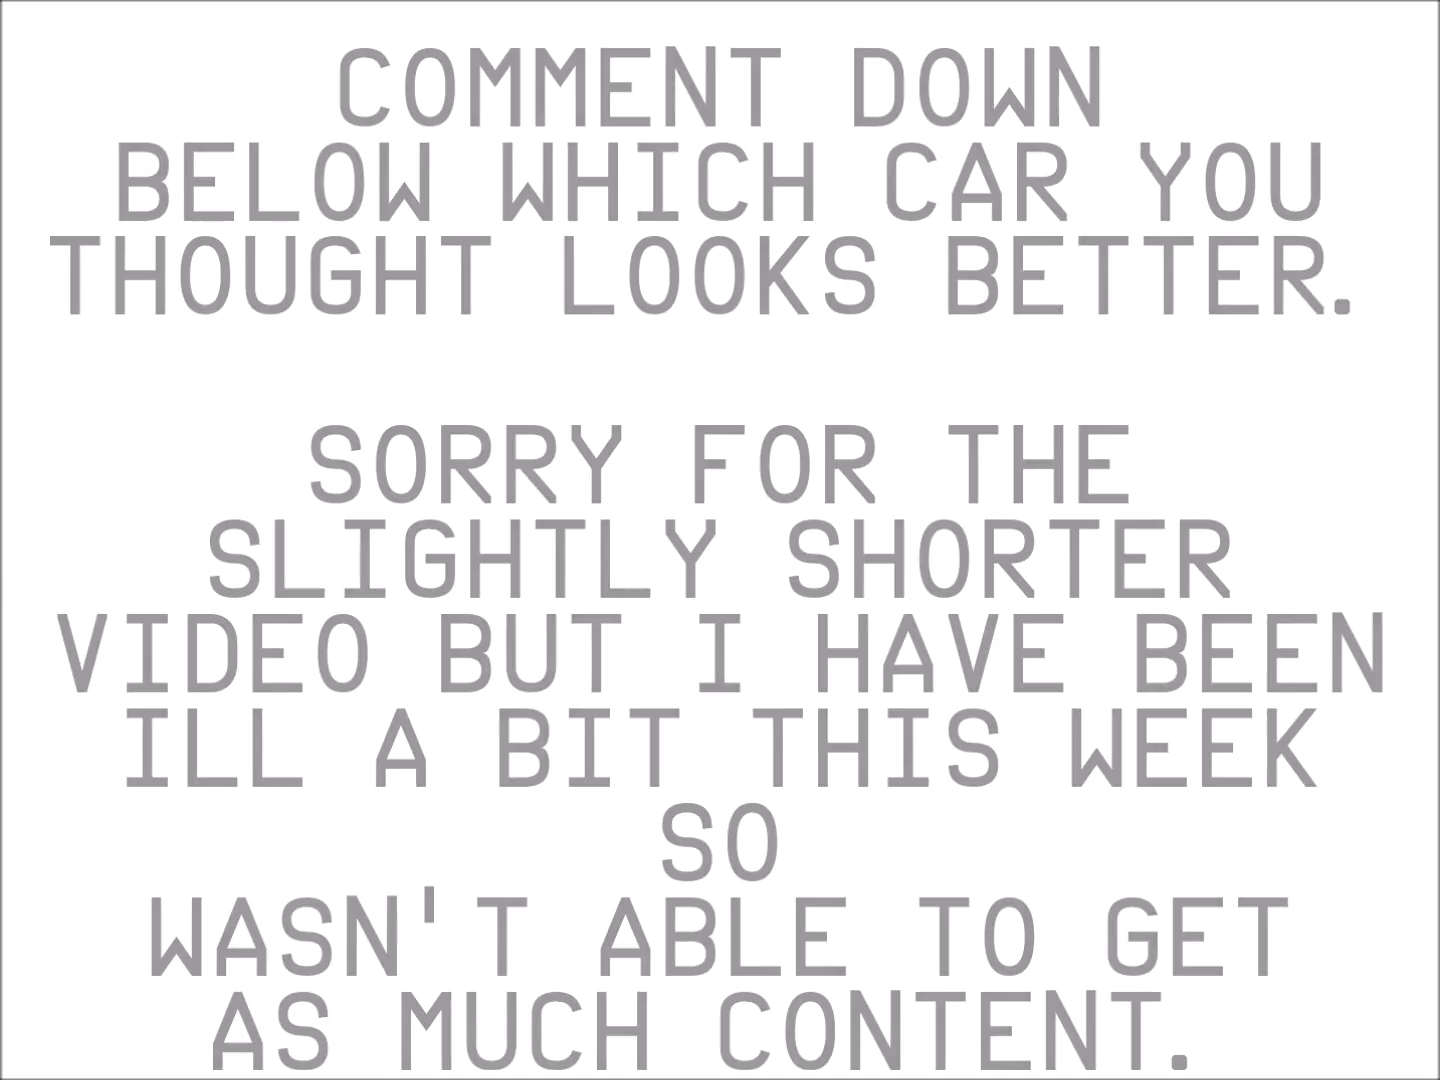 COMMENT DOWN
BELOW WHICH CAR YOU
THOUGHT LOOKS BETTER.
SORRY FOR THE
SLIGHTLY SHORTER
VIDEO BUT I HAVE BEEN
ILL A BIT THIS WEEK
SO
WASN'T ABLE TO GET
AS MUCH CONTENT.